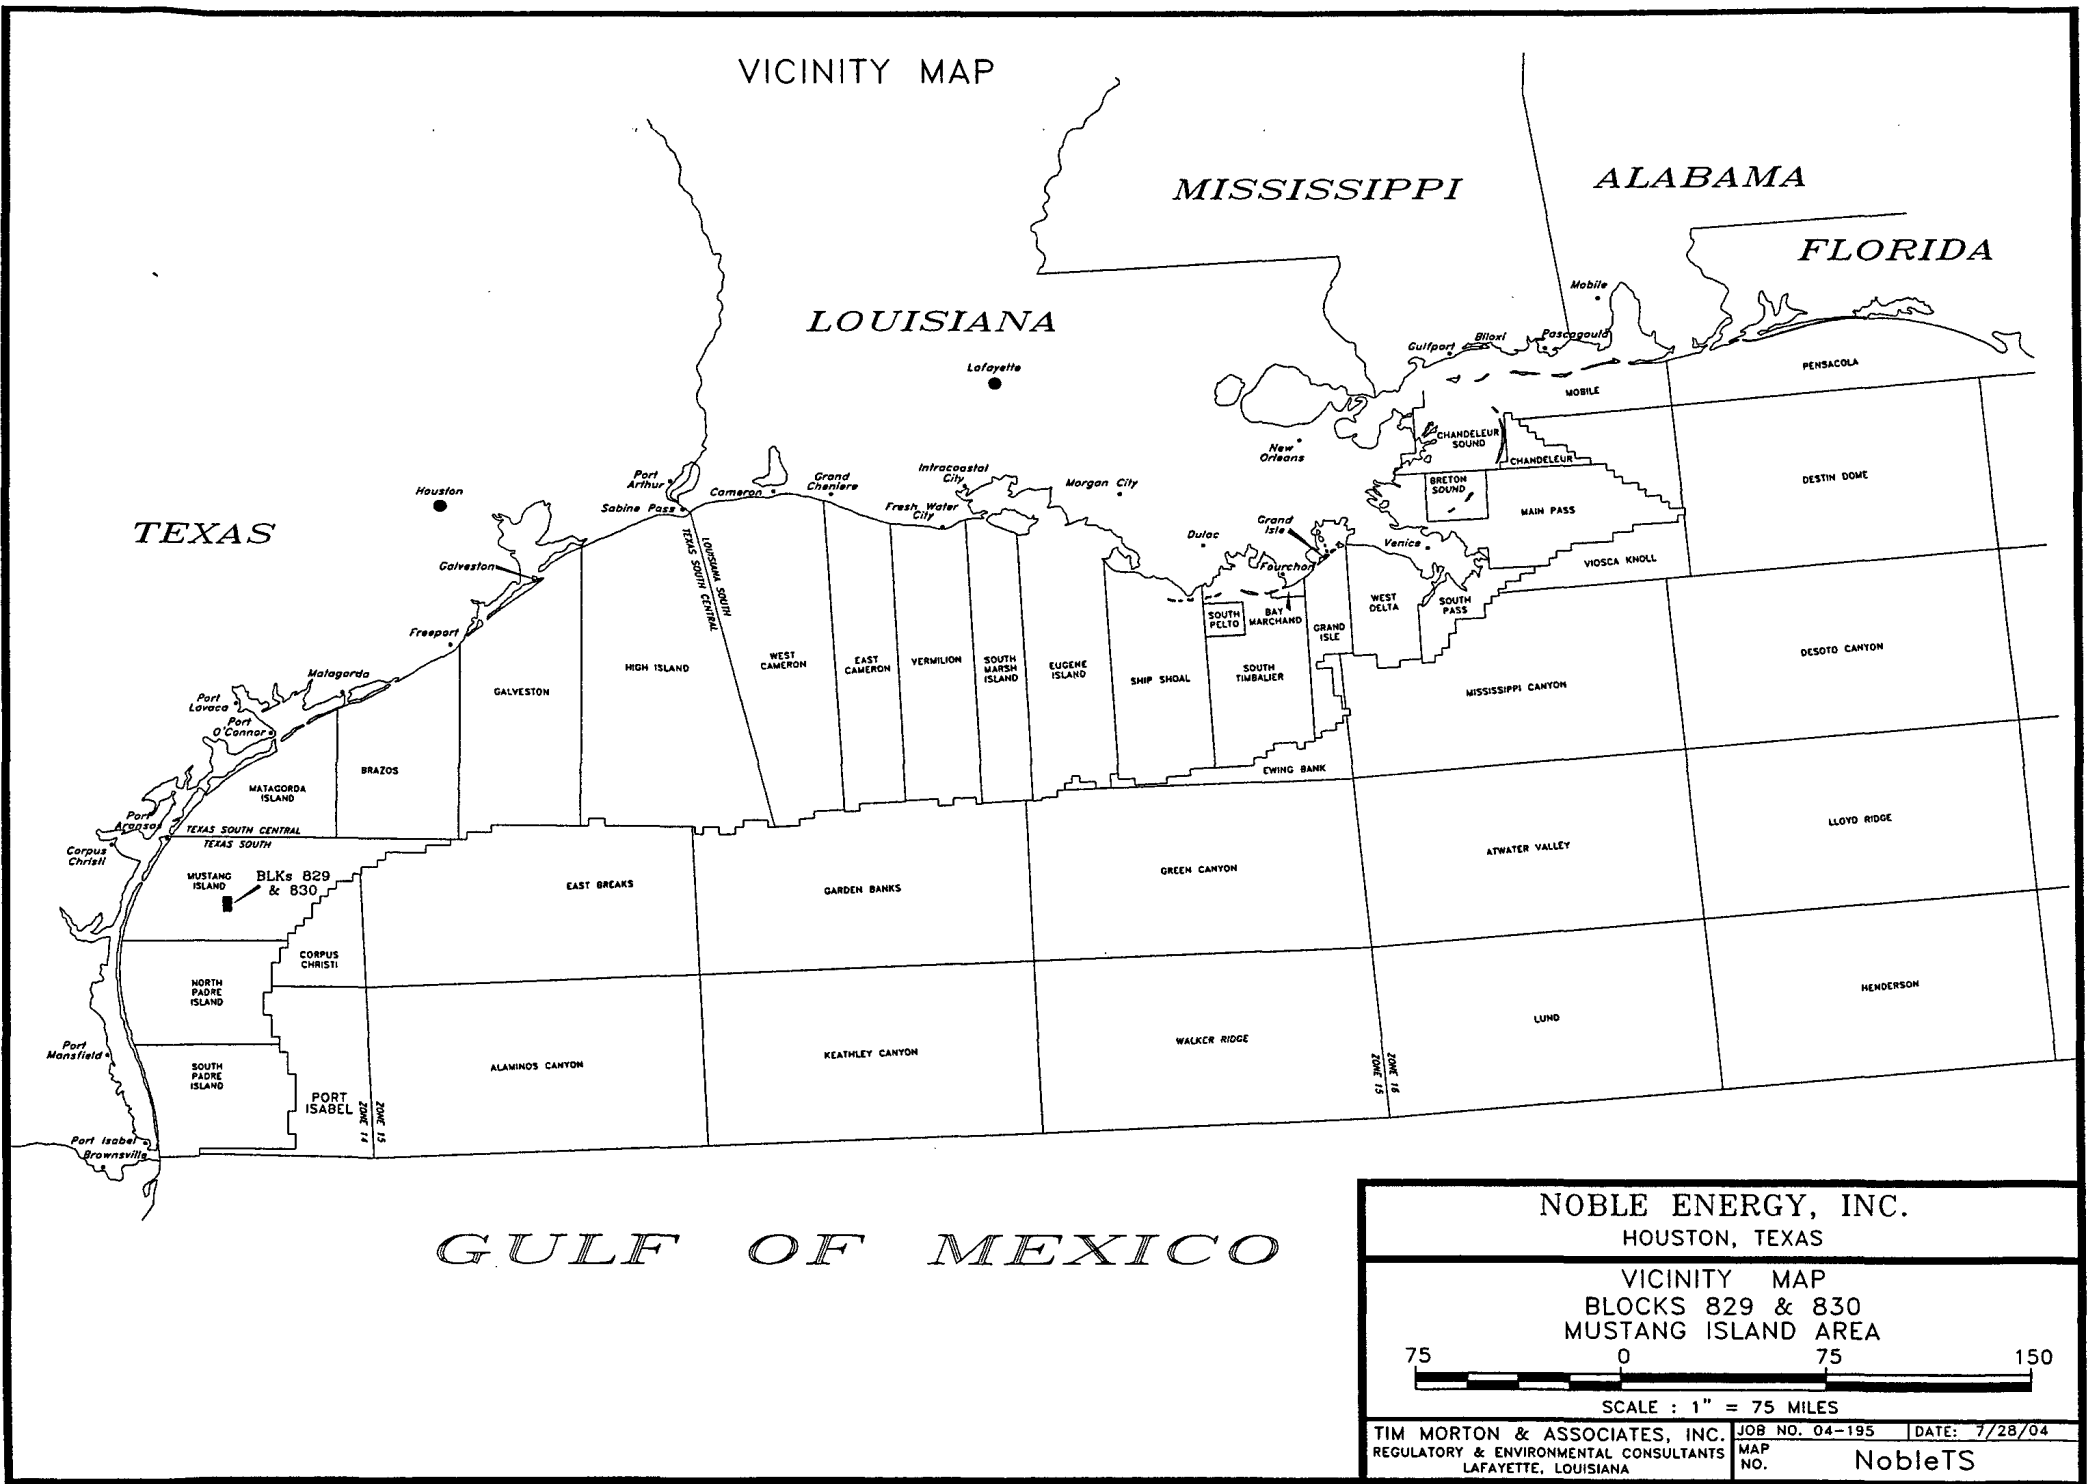 VICINITY MAP
MISSISSIPPI
ALABAMA
FLORIDA
LOUISIANA
TEXAS
Mobile
Pascagoula
Biloxi
Gulfport
Lafayette
New
Orleans
Houston
Port
Arthur
Sabine Pass
Cameron
Grand
Cheniere
Intracoastal
City
Fresh Water
City
Morgan City
Dulac
Grand
Isle
Fourchon
Venice
Galveston
Freeport
Matagorda
Port
Lavaca
Port
O'Connor
Port
Aransas
Corpus
Christi
Port
Mansfield
Port Isabel
Brownsville
PENSACOLA
MOBILE
CHANDELEUR
SOUND
CHANDELEUR
BRETON
SOUND
MAIN PASS
DESTIN DOME
VIOSCA KNOLL
LOUISIANA SOUTH
TEXAS SOUTH CENTRAL
WEST
DELTA
SOUTH
PASS
SOUTH
PELTO
BAY
MARCHAND
GRAND
ISLE
GALVESTON
HIGH ISLAND
WEST
CAMERON
EAST
CAMERON
VERMILION
SOUTH
MARSH
ISLAND
EUGENE
ISLAND
SHIP SHOAL
SOUTH
TIMBALIER
MISSISSIPPI CANYON
DESOTO CANYON
EWING BANK
BRAZOS
MATAGORDA
ISLAND
TEXAS SOUTH CENTRAL
TEXAS SOUTH
MUSTANG
ISLAND
BLKs 829
& 830
EAST BREAKS
GARDEN BANKS
GREEN CANYON
ATWATER VALLEY
LLOYD RIDGE
CORPUS
CHRISTI
NORTH
PADRE
ISLAND
SOUTH
PADRE
ISLAND
PORT
ISABEL
ZONE 14
ZONE 15
ALAMINOS CANYON
KEATHLEY CANYON
WALKER RIDGE
ZONE 15
ZONE 16
LUND
HENDERSON
GULF OF MEXICO
NOBLE ENERGY, INC.
HOUSTON, TEXAS
VICINITY MAP
BLOCKS 829 & 830
MUSTANG ISLAND AREA
75 0 75 150
SCALE : 1" = 75 MILES
TIM MORTON & ASSOCIATES, INC.
REGULATORY & ENVIRONMENTAL CONSULTANTS
LAFAYETTE, LOUISIANA
JOB NO. 04-195
DATE: 7/28/04
MAP
NO.
NobleTS